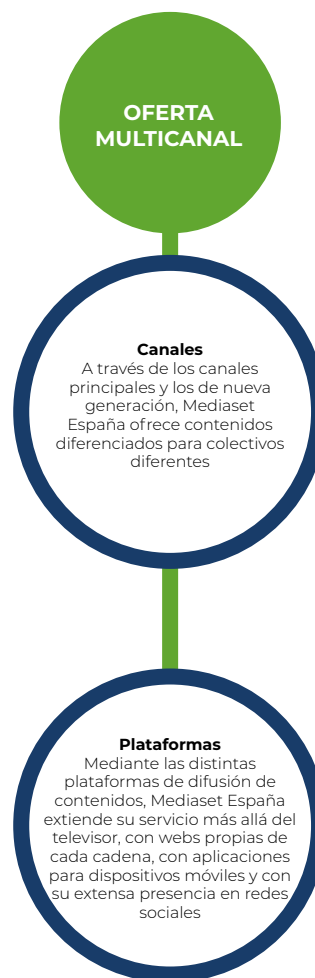 OFERTA
MULTICANAL
Canales
A través de los canales
principales y los de nueva
generación, Mediaset
España ofrece contenidos
diferenciados para colectivos
diferentes
Plataformas
Mediante las distintas
plataformas de difusión de
contenidos, Mediaset España
extiende su servicio más allá del
televisor, con webs propias de
cada cadena, con aplicaciones
para dispositivos móviles y con
su extensa presencia en redes
sociales